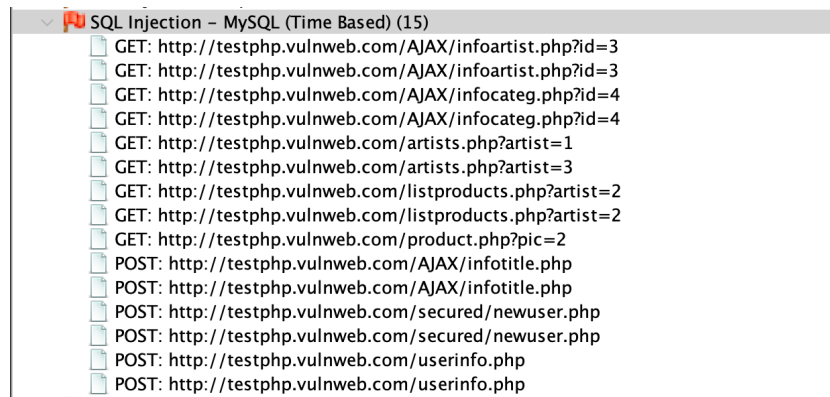 SQL Injection – MySQL (Time Based) (15)
GET: http://testphp.vulnweb.com/AJAX/infoartist.php?id=3
GET: http://testphp.vulnweb.com/AJAX/infoartist.php?id=3
GET: http://testphp.vulnweb.com/AJAX/infocateg.php?id=4
GET: http://testphp.vulnweb.com/AJAX/infocateg.php?id=4
GET: http://testphp.vulnweb.com/artists.php?artist=1
GET: http://testphp.vulnweb.com/artists.php?artist=3
GET: http://testphp.vulnweb.com/listproducts.php?artist=2
GET: http://testphp.vulnweb.com/listproducts.php?artist=2
GET: http://testphp.vulnweb.com/product.php?pic=2
POST: http://testphp.vulnweb.com/AJAX/infotitle.php
POST: http://testphp.vulnweb.com/AJAX/infotitle.php
POST: http://testphp.vulnweb.com/secured/newuser.php
POST: http://testphp.vulnweb.com/secured/newuser.php
POST: http://testphp.vulnweb.com/userinfo.php
POST: http://testphp.vulnweb.com/userinfo.php